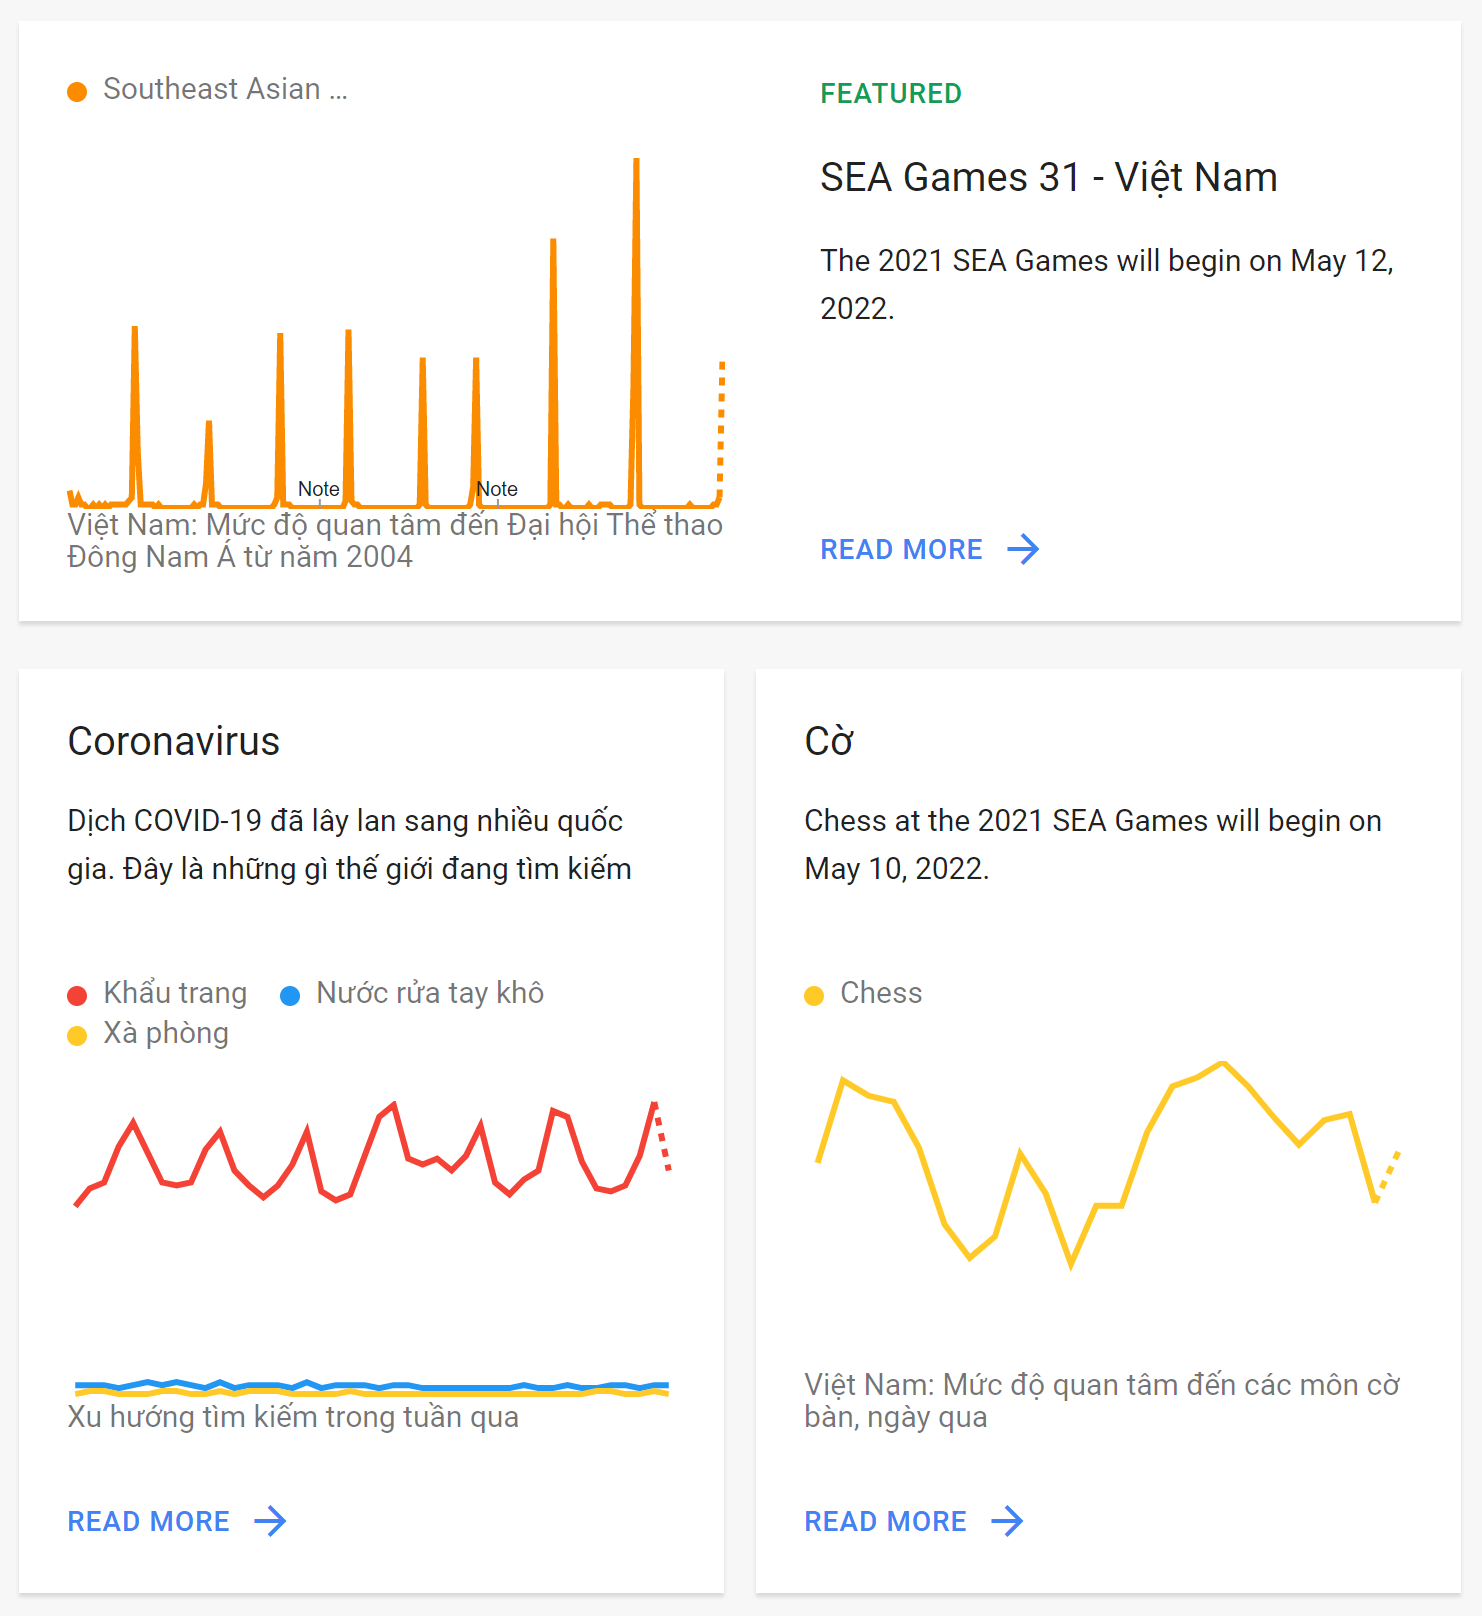 Southeast Asian ...
Note
Note
Việt Nam: Mức độ quan tâm đến Đại hội Thể thao
Đông Nam Á từ năm 2004
FEATURED
SEA Games 31 - Việt Nam
The 2021 SEA Games will begin on May 12,
2022.
READ MORE
Coronavirus
Dịch COVID-19 đã lây lan sang nhiều quốc
gia. Đây là những gì thế giới đang tìm kiếm
Khẩu trang
Nước rửa tay khô
Xà phòng
Xu hướng tìm kiếm trong tuần qua
READ MORE
Cờ
Chess at the 2021 SEA Games will begin on
May 10, 2022.
Chess
Việt Nam: Mức độ quan tâm đến các môn cờ
bàn, ngày qua
READ MORE